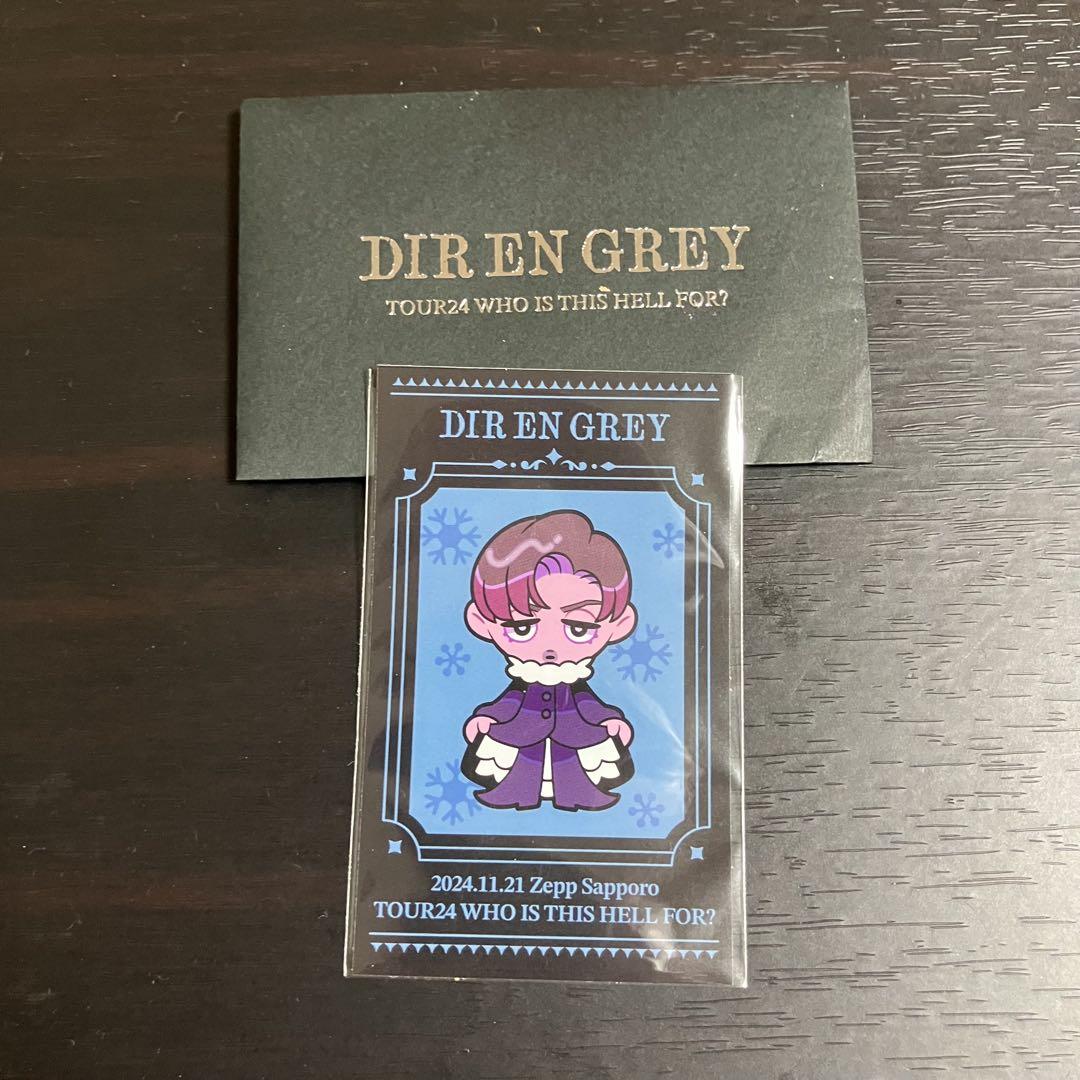 DIR EN GREY
TOUR24 WHO IS THIS HELL FOR?
DIR EN GREY
2024.11.21 Zepp Sapporo
TOUR24 WHO IS THIS HELL FOR?